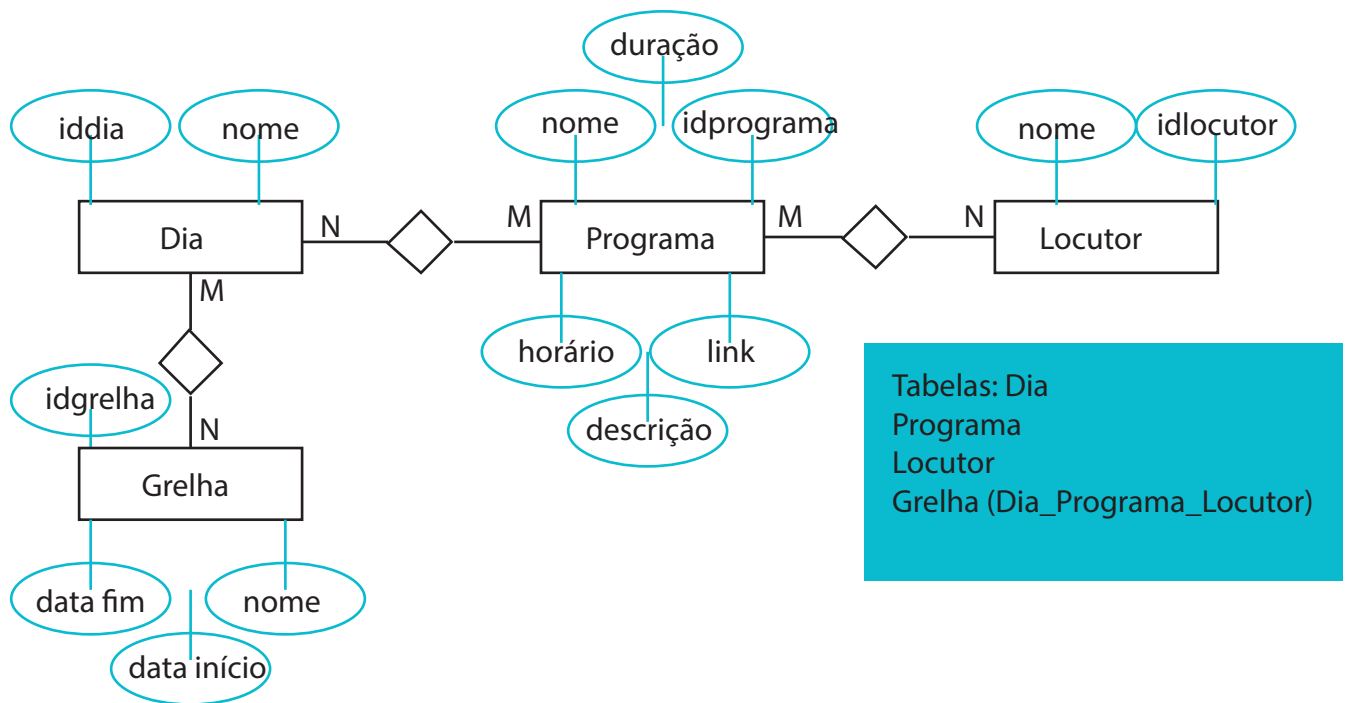 duração
iddia
nome
nome
idprograma
nome
idlocutor
Dia
N
M
Programa
M
N
Locutor
M
horário
link
idgrelha
N
descrição
Grelha
data fim
nome
data início
Tabelas: Dia
Programa
Locutor
Grelha (Dia_Programa_Locutor)